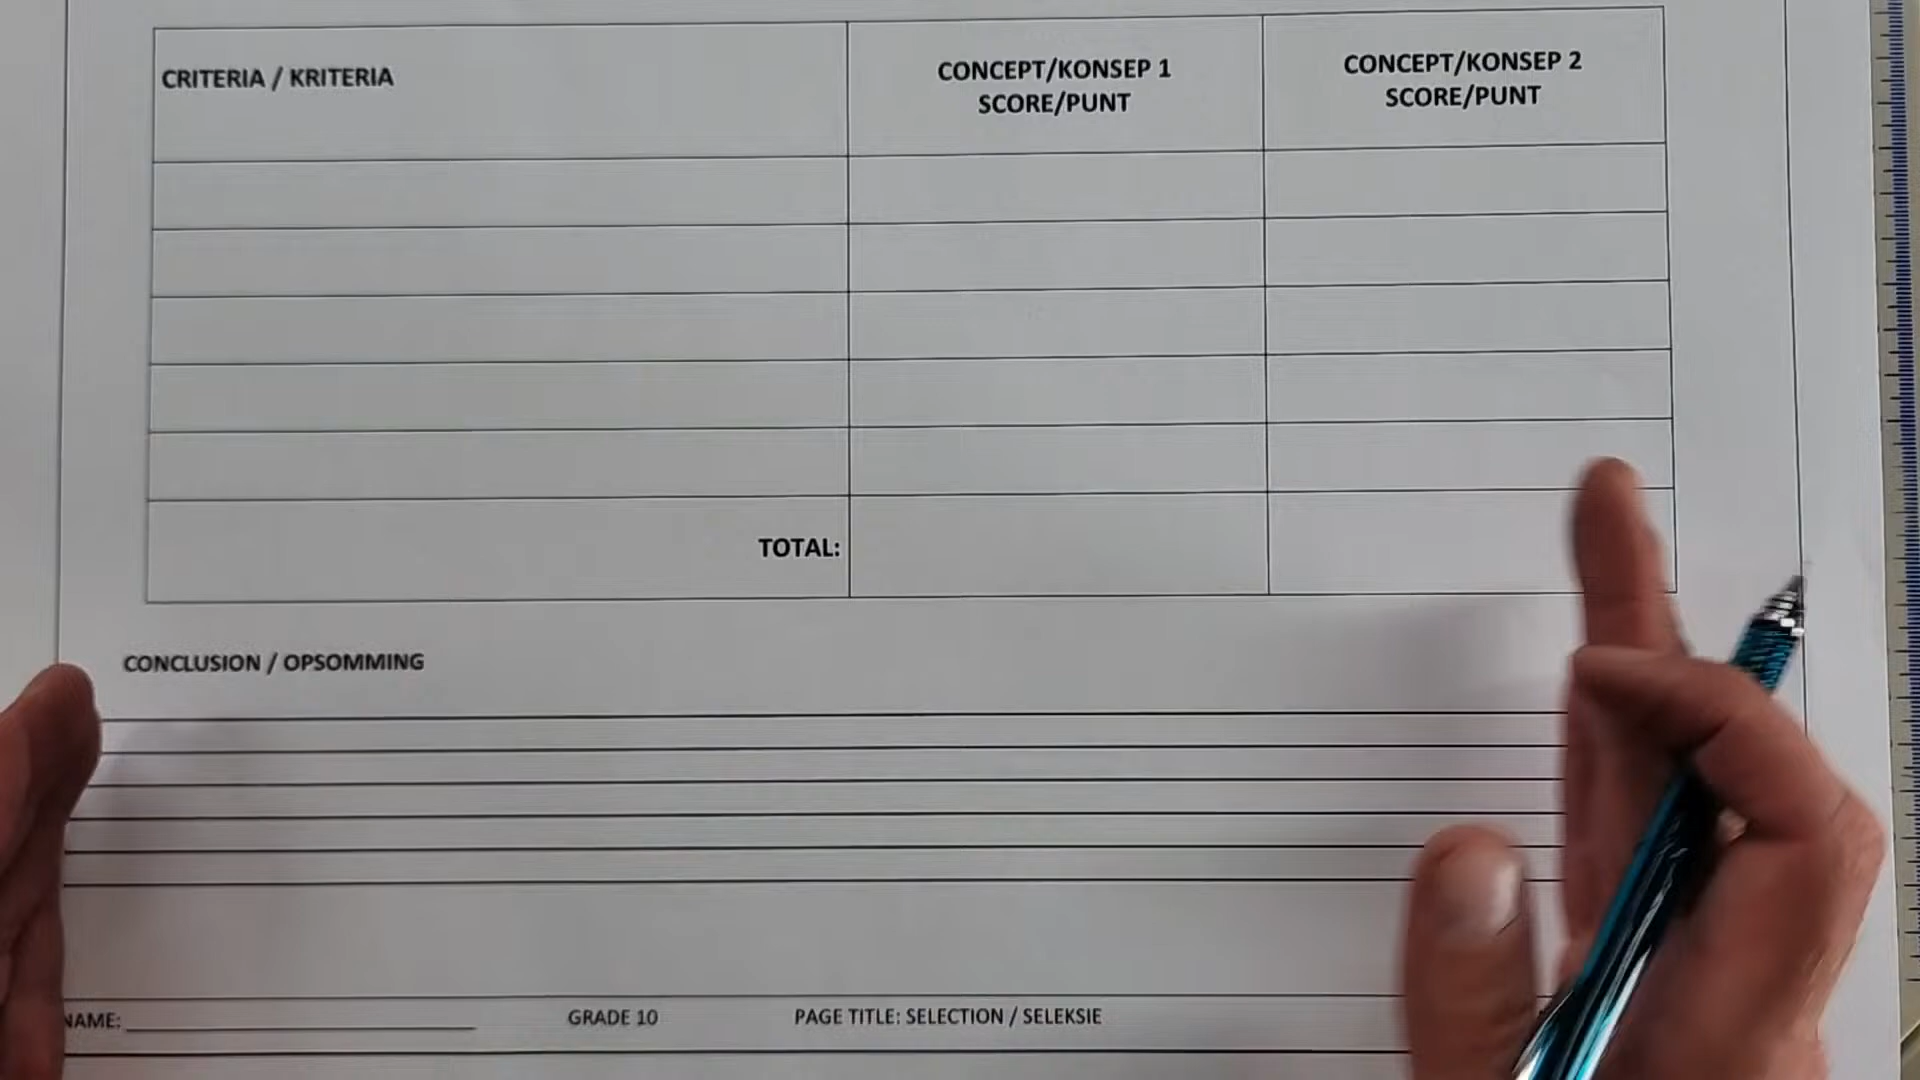 CRITERIA / KRITERIA
CONCEPT/KONSEP 1
SCORE/PUNT
CONCEPT/KONSEP 2
SCORE/PUNT
TOTAL:
CONCLUSION / OPSOMMING
NAME:
GRADE 10
PAGE TITLE: SELECTION / SELEKSIE